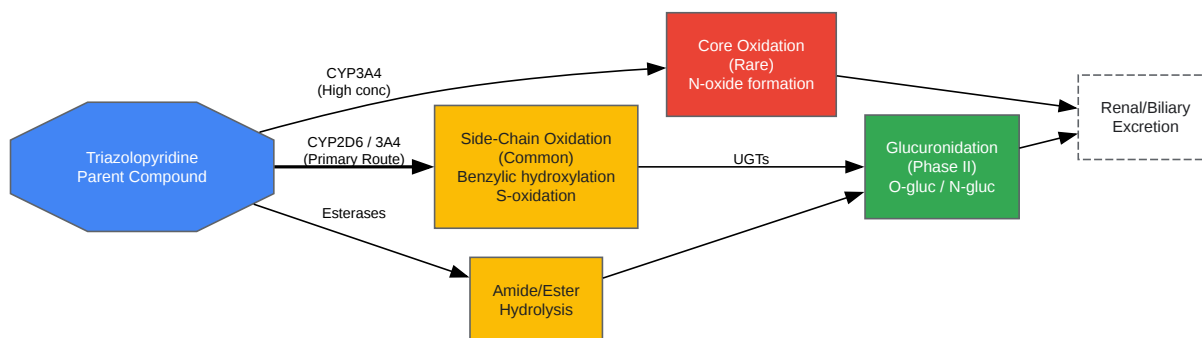 Triazolopyridine
Parent Compound
CYP3A4
(High conc)
CYP2D6 / 3A4
(Primary Route)
Esterases
Core Oxidation
(Rare)
N-oxide formation
Side-Chain Oxidation
(Common)
Benzylic hydroxylation
S-oxidation
Amide/Ester
Hydrolysis
UGTs
Glucuronidation
(Phase II)
O-gluc / N-gluc
Renal/Biliary
Excretion